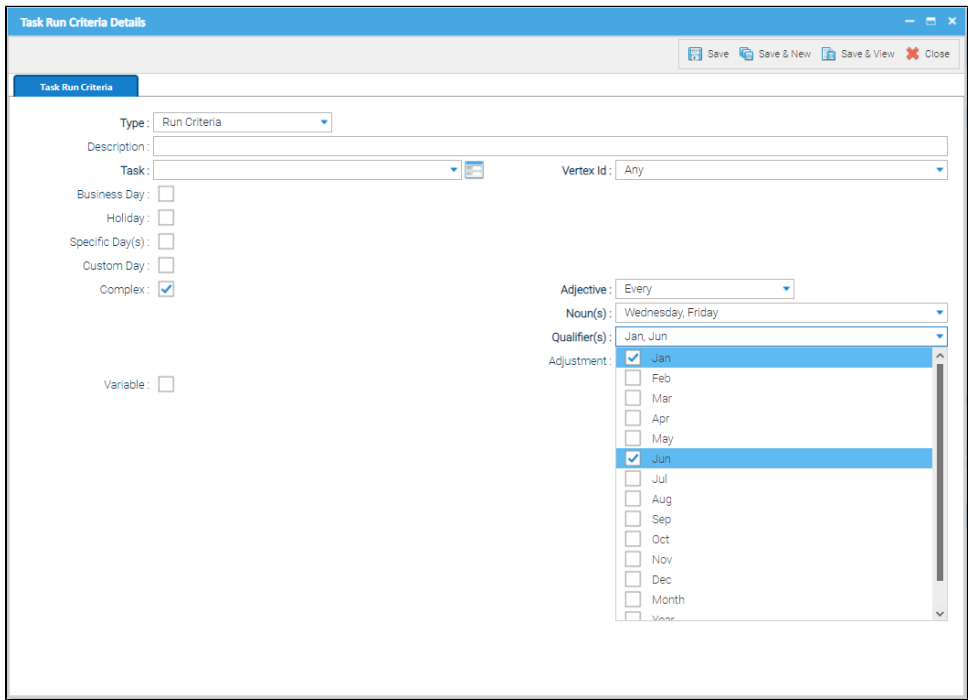 Task Run Criteria Details
Save Save & New Save & View Close
Task Run Criteria
Type : Run Criteria
Description :
Task : Vertex Id : Any
Business Day :
Holiday :
Specific Day(s) :
Custom Day :
Complex : Adjective : Every
Noun(s) : Wednesday, Friday
Qualifier(s) : Jan, Jun
Adjustment : Jan
Feb
Variable : Mar
Apr
May
Jun
Jul
Aug
Sep
Oct
Nov
Dec
Month
Year